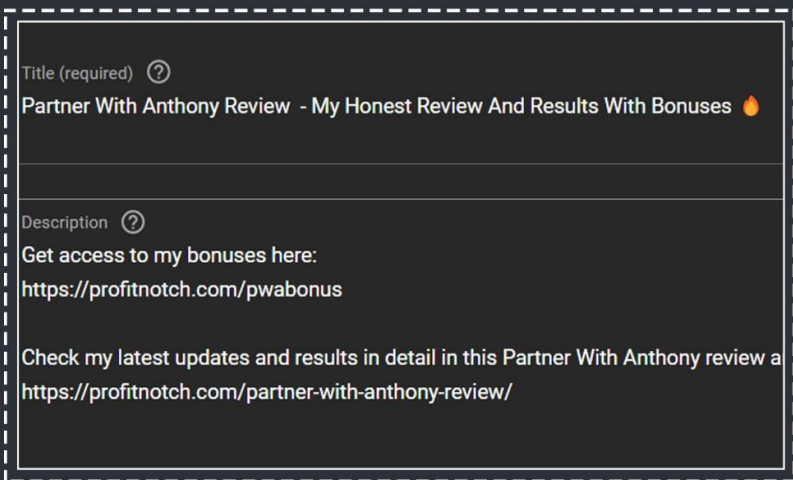 Title (required)
Partner With Anthony Review - My Honest Review And Results With Bonuses 🔥
Description
Get access to my bonuses here:
https://profitnotch.com/pwabonus
Check my latest updates and results in detail in this Partner With Anthony review a
https://profitnotch.com/partner-with-anthony-review/